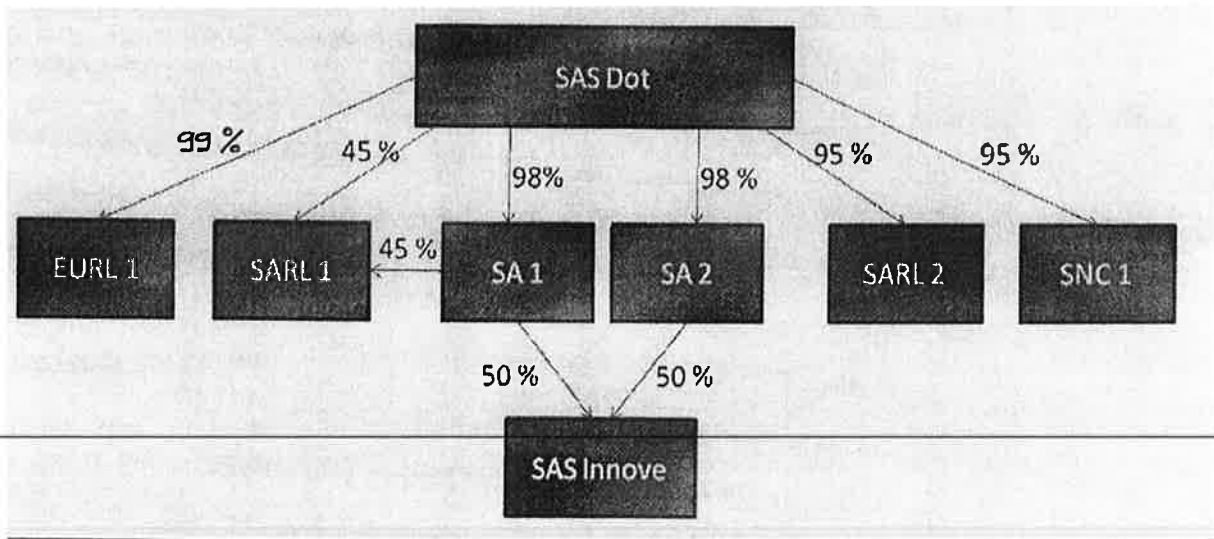 SAS Dot
99 %
45 %
98%
98 %
95 %
95 %
EURL 1
SARL 1
45 %
SA 1
SA 2
SARL 2
SNC 1
50 %
50 %
SAS Innove